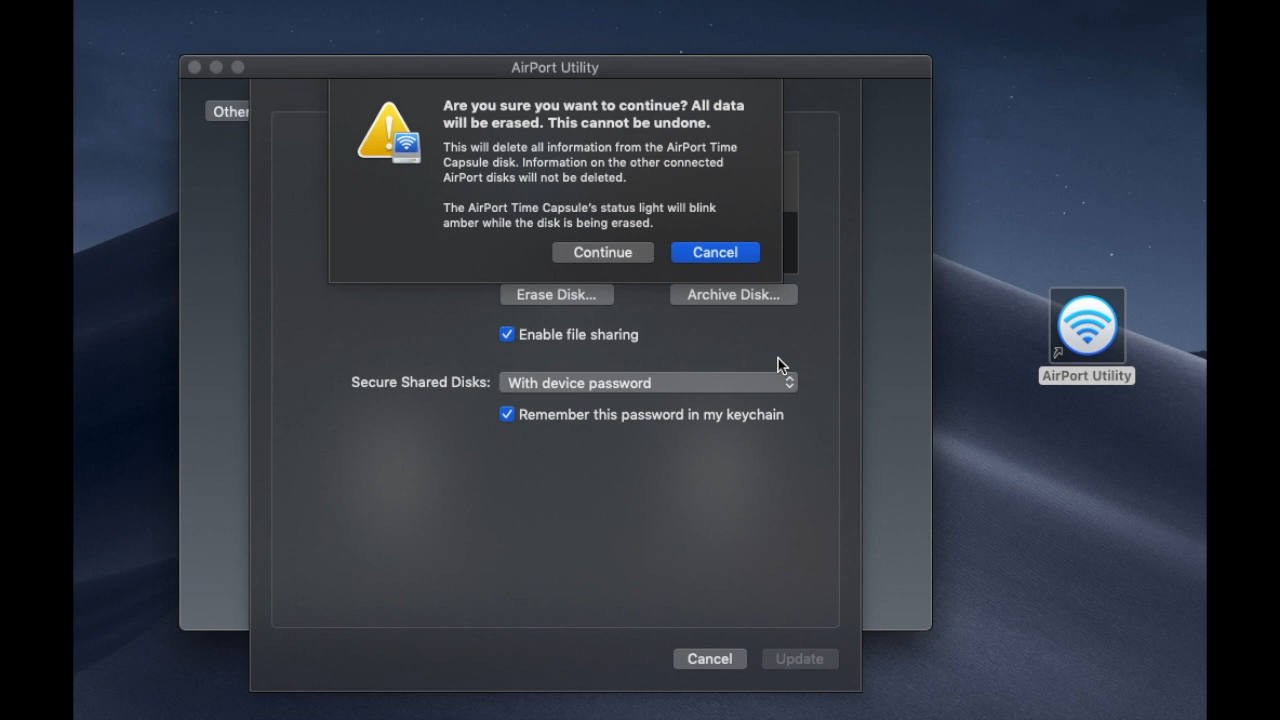 AirPort Utility
Other
Are you sure you want to continue? All data
will be erased. This cannot be undone.
This will delete all information from the AirPort Time
Capsule disk. Information on the other connected
AirPort disks will not be deleted.
The AirPort Time Capsule's status light will blink
amber while the disk is being erased.
Continue
Cancel
Erase Disk...
Archive Disk...
Enable file sharing
Secure Shared Disks:
With device password
Remember this password in my keychain
Cancel
Update
AirPort Utility